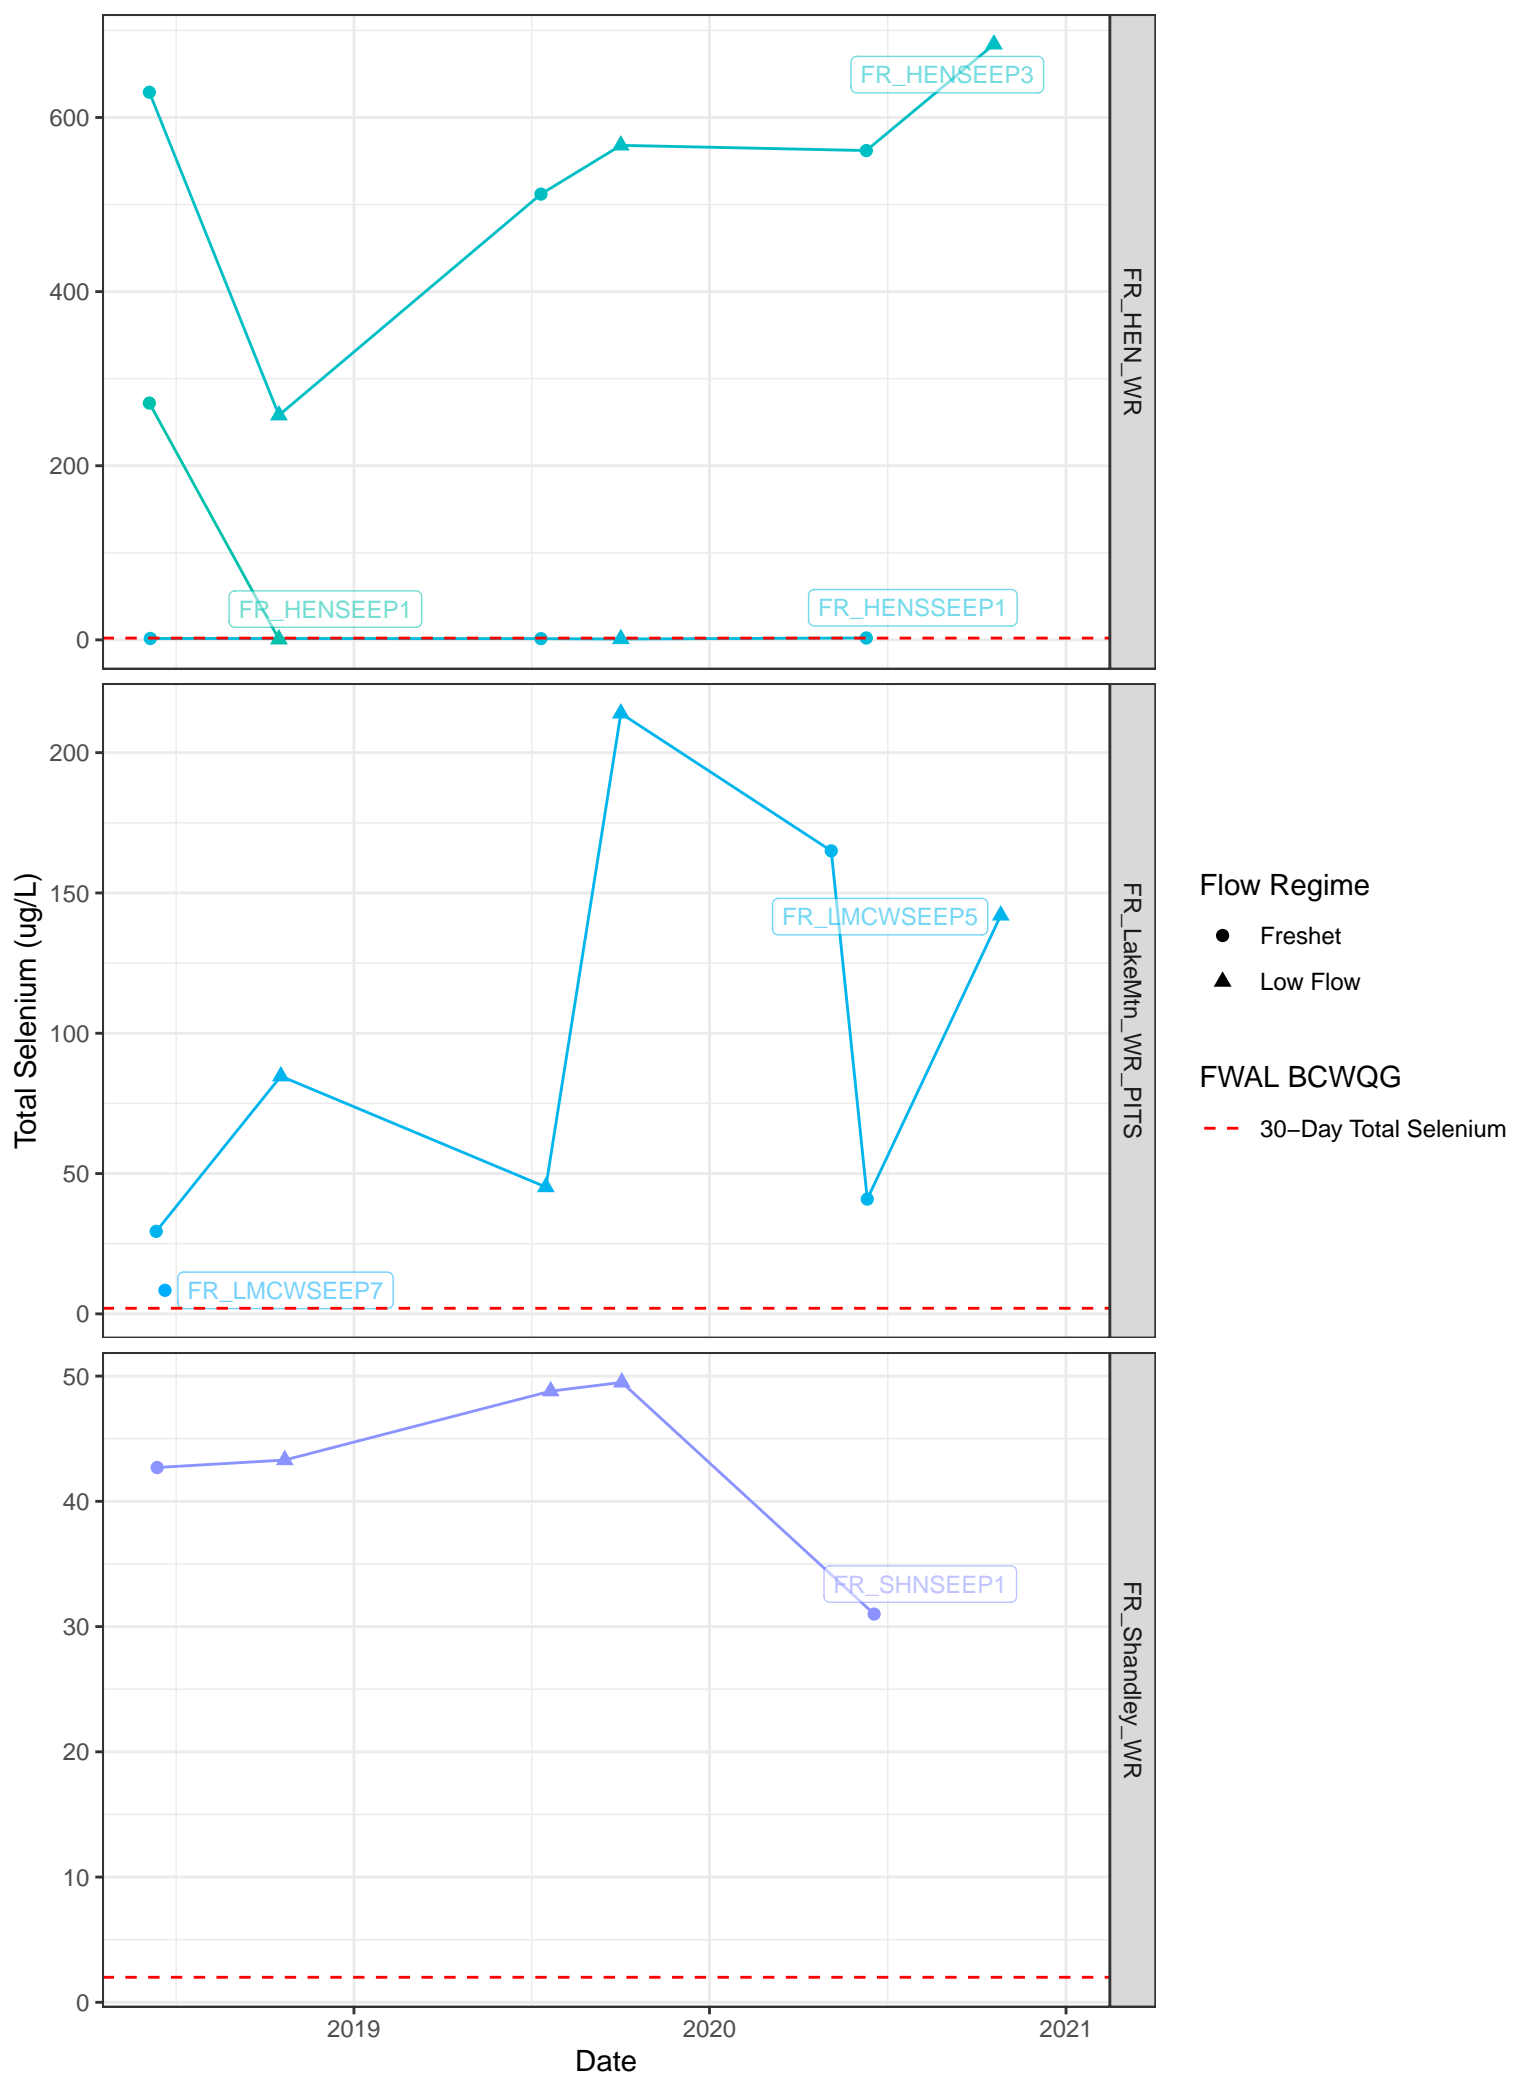 FR_HENSEEP3
600
400
FR_HEN_WR
200
FR_HENSEEP1
FR_HENSSEEP1
0
200
150
FR_LMCWSEEP5
100
FR_LakeMtn_WR_PITS
50
FR_LMCWSEEP7
0
Total Selenium (ug/L)
50
40
FR_SHNSEEP1
30
FR_Shandley_WR
20
10
0
2019
2020
2021
Date
Flow Regime
Freshet
Low Flow
FWAL BCWQG
30−Day Total Selenium